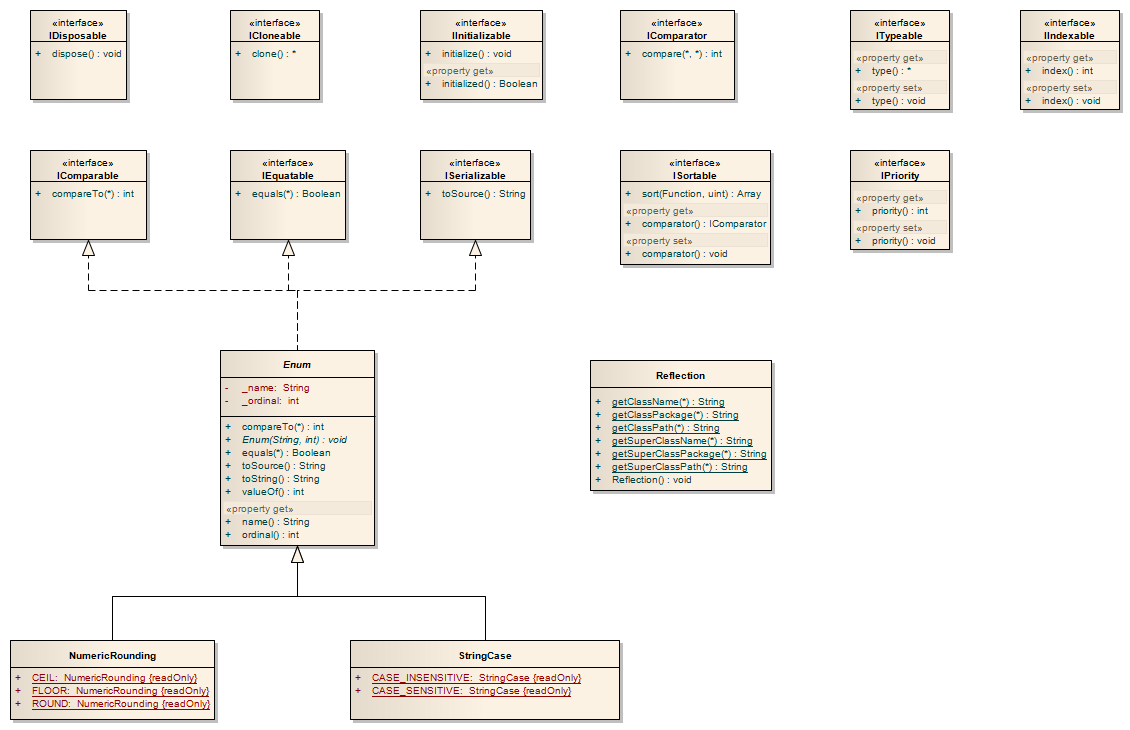 «interface»
IDisposable
+ dispose() : void
«interface»
ICloneable
+ clone() : *
«interface»
IInitializable
+ initialize() : void
«property get»
+ initialized() : Boolean
«interface»
IComparator
+ compare(*, *) : int
«interface»
ITypeable
«property get»
+ type() : *
«property set»
+ type() : void
«interface»
IIndexable
«property get»
+ index() : int
«property set»
+ index() : void
«interface»
IComparable
+ compareTo(*) : int
«interface»
IEquatable
+ equals(*) : Boolean
«interface»
ISerializable
+ toSource() : String
«interface»
ISortable
+ sort(Function, uint) : Array
«property get»
+ comparator() : IComparator
«property set»
+ comparator() : void
«interface»
IPriority
«property get»
+ priority() : int
«property set»
+ priority() : void
Enum
- _name: String
- _ordinal: int
+ compareTo(*) : int
+ Enum(String, int) : void
+ equals(*) : Boolean
+ toSource() : String
+ toString() : String
+ valueOf() : int
«property get»
+ name() : String
+ ordinal() : int
Reflection
+ getClassName(*) : String
+ getClassPackage(*) : String
+ getClassPath(*) : String
+ getSuperClassName(*) : String
+ getSuperClassPackage(*) : String
+ getSuperClassPath(*) : String
+ Reflection() : void
NumericRounding
+ CEIL: NumericRounding {readOnly}
+ FLOOR: NumericRounding {readOnly}
+ ROUND: NumericRounding {readOnly}
StringCase
+ CASE_INSENSITIVE: StringCase {readOnly}
+ CASE_SENSITIVE: StringCase {readOnly}